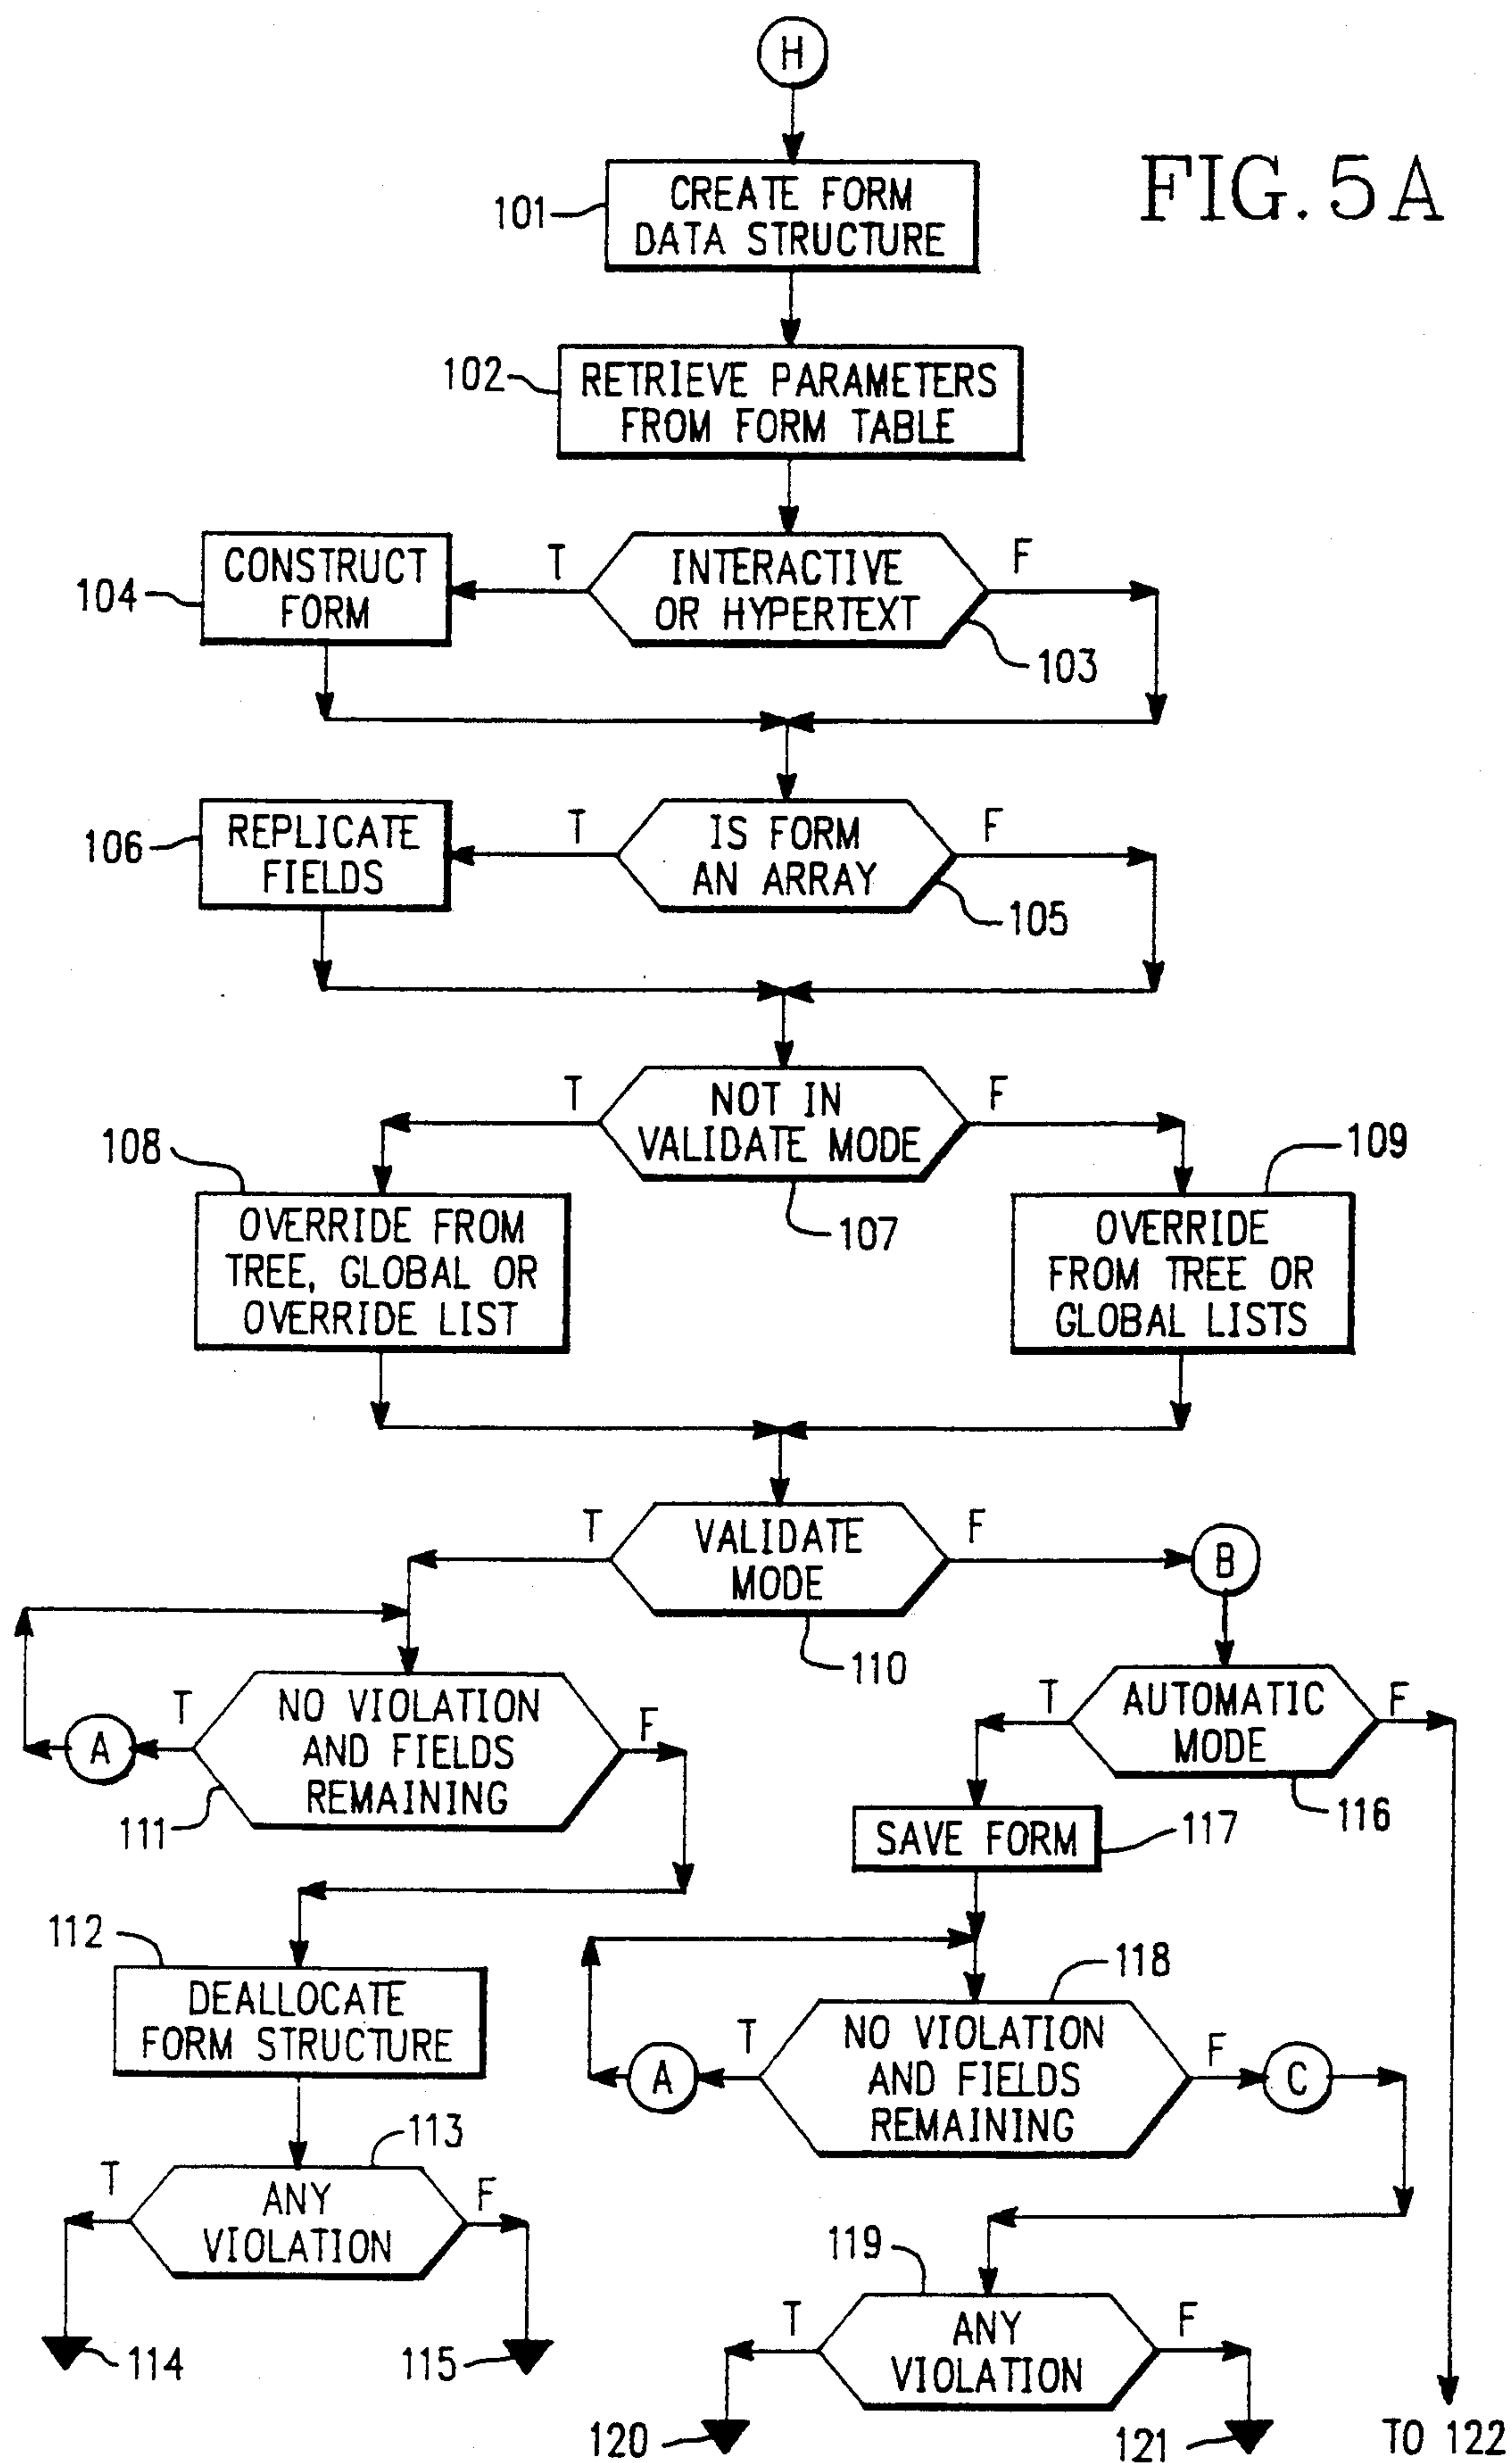 H
FIG. 5A
CREATE FORM
DATA STRUCTURE
101
RETRIEVE PARAMETERS
FROM FORM TABLE
102
INTERACTIVE
OR HYPERTEXT
T
F
103
CONSTRUCT
FORM
104
IS FORM
AN ARRAY
T
F
105
REPLICATE
FIELDS
106
NOT IN
VALIDATE MODE
T
F
107
108
OVERRIDE FROM
TREE, GLOBAL OR
OVERRIDE LIST
109
OVERRIDE
FROM TREE OR
GLOBAL LISTS
VALIDATE
MODE
T
F
110
B
A
T
NO VIOLATION
AND FIELDS
REMAINING
F
111
T
AUTOMATIC
MODE
F
116
SAVE FORM
117
112
DEALLOCATE
FORM STRUCTURE
118
A
T
NO VIOLATION
AND FIELDS
REMAINING
F
C
113
T
ANY
VIOLATION
F
114
115
119
T
ANY
VIOLATION
F
120
121
TO 122